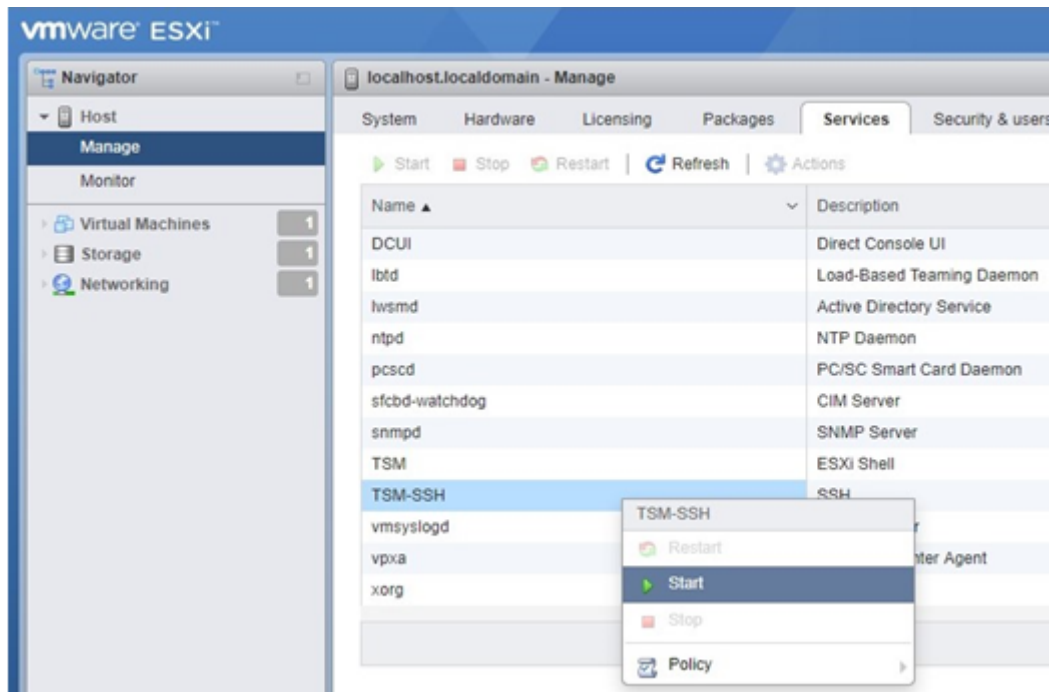 vmware ESXi™
Navigator
Host
Manage
Monitor
Virtual Machines 1
Storage 1
Networking 1
localhost.localdomain - Manage
System Hardware Licensing Packages Services Security & users
Start Stop Restart Refresh Actions
Name Description
DCUI Direct Console UI
lbtd Load-Based Teaming Daemon
lwsmd Active Directory Service
ntpd NTP Daemon
pcscd PC/SC Smart Card Daemon
sfcbd-watchdog CIM Server
snmpd SNMP Server
TSM ESXi Shell
TSM-SSH SSH
vmsyslogd r
vpxa nter Agent
xorg
TSM-SSH
Restart
Start
Stop
Policy